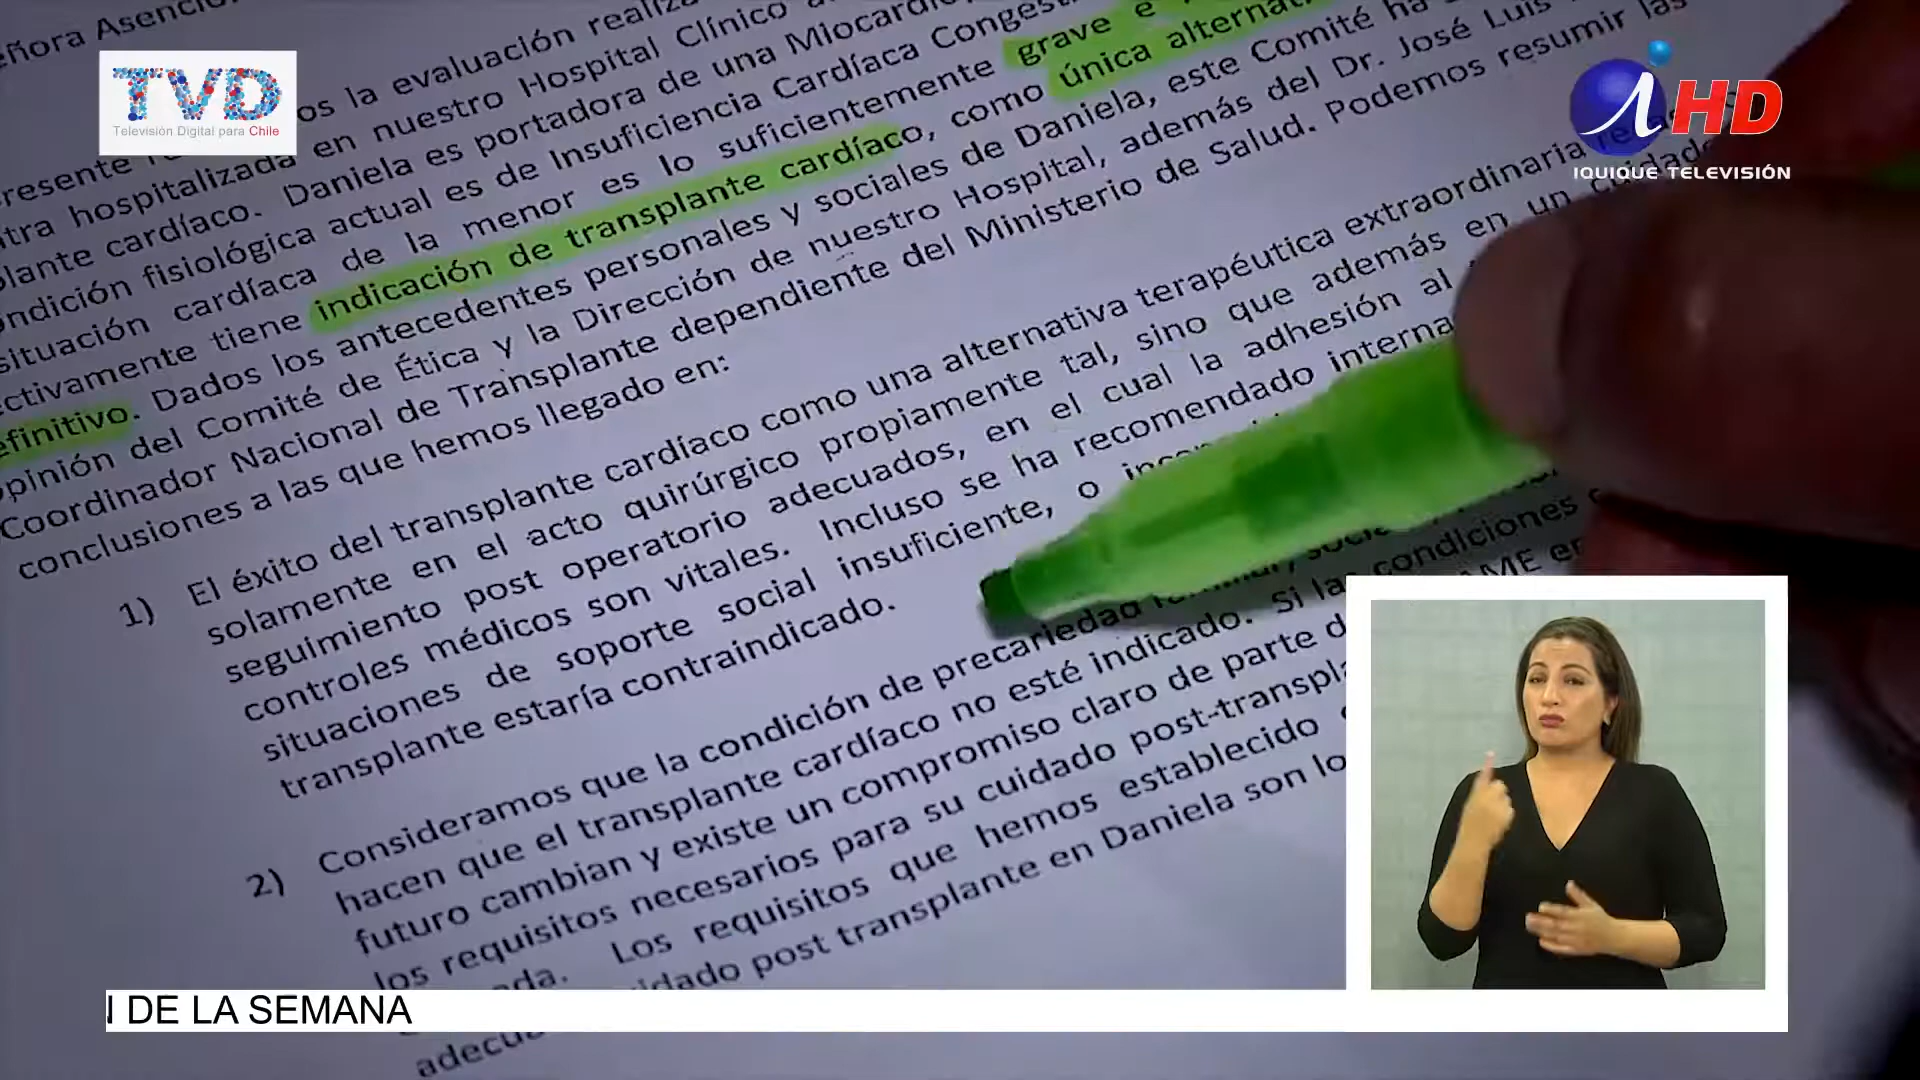 eñora Asenci
TVD
Televisión Digital para Chile
HD
IQUIQUE TELEVISIÓN
os la evaluación realiz
hospitalizada en nuestro Hospital Clínico
plante cardíaco. Daniela es portadora de una Miocard
ondición fisiológica actual es de Insuficiencia Cardíaca Congest
situación cardíaca de la menor es lo suficientemente grave e
ectivamente tiene indicación de transplante cardíaco, como única alternat
efinitivo. Dados los antecedentes personales y sociales de Daniela, este Comité ha
opinión del Comité de Ética y la Dirección de nuestro Hospital, además del Dr. José Luis
Coordinador Nacional de Transplante dependiente del Ministerio de Salud. Podemos resumir las
conclusiones a las que hemos llegado en:
1) El éxito del transplante cardíaco como una alternativa terapéutica extraordinaria
solamente en el acto quirúrgico propiamente tal, sino que además en un cuidado
seguimiento post operatorio adecuados, en el cual la adhesión al
controles médicos son vitales. Incluso se ha recomendado interna
situaciones de soporte social insuficiente, o
transplante estaría contraindicado.
2) Consideramos que la condición de precariedad
hacen que el transplante cardíaco no esté indicado. Si las condiciones
futuro cambian y existe un compromiso claro de parte d
los requisitos necesarios para su cuidado post-transpla
Los requisitos que hemos establecido
idado post transplante en Daniela son lo
adecu
DE LA SEMANA